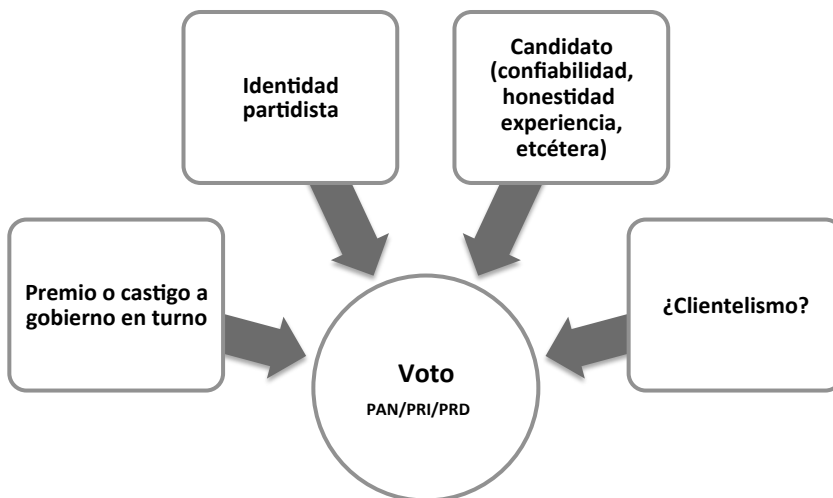 Identidad
partidista
Candidato
(confiabilidad,
honestidad
experiencia,
etcétera)
Premio o castigo a
gobierno en turno
¿Clientelismo?
Voto
PAN/PRI/PRD